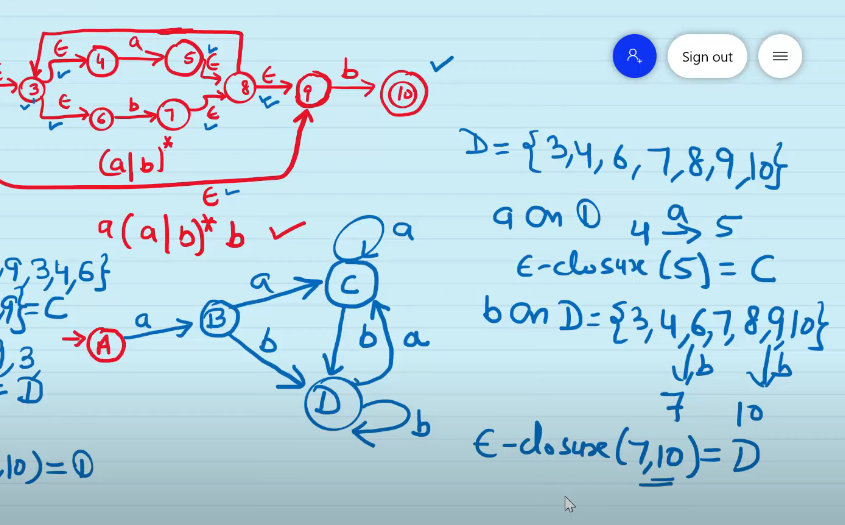 ε a ε
3 4 5 8 ε 9 b 10
ε b ε
6 7
(a|b)*
ε
a(a|b)* b
Sign out
D = {3,4,6,7,8,9,10}
a on D 4 a→ 5
ε-closure(5) = C
b on D = {3,4,6,7,8,9,10}
b b
7 10
ε-closure(7,10) = D
,9,3,4,6}
9} = C
, 3
= D
,10) = D
a
C
a B
A a b b a
D b